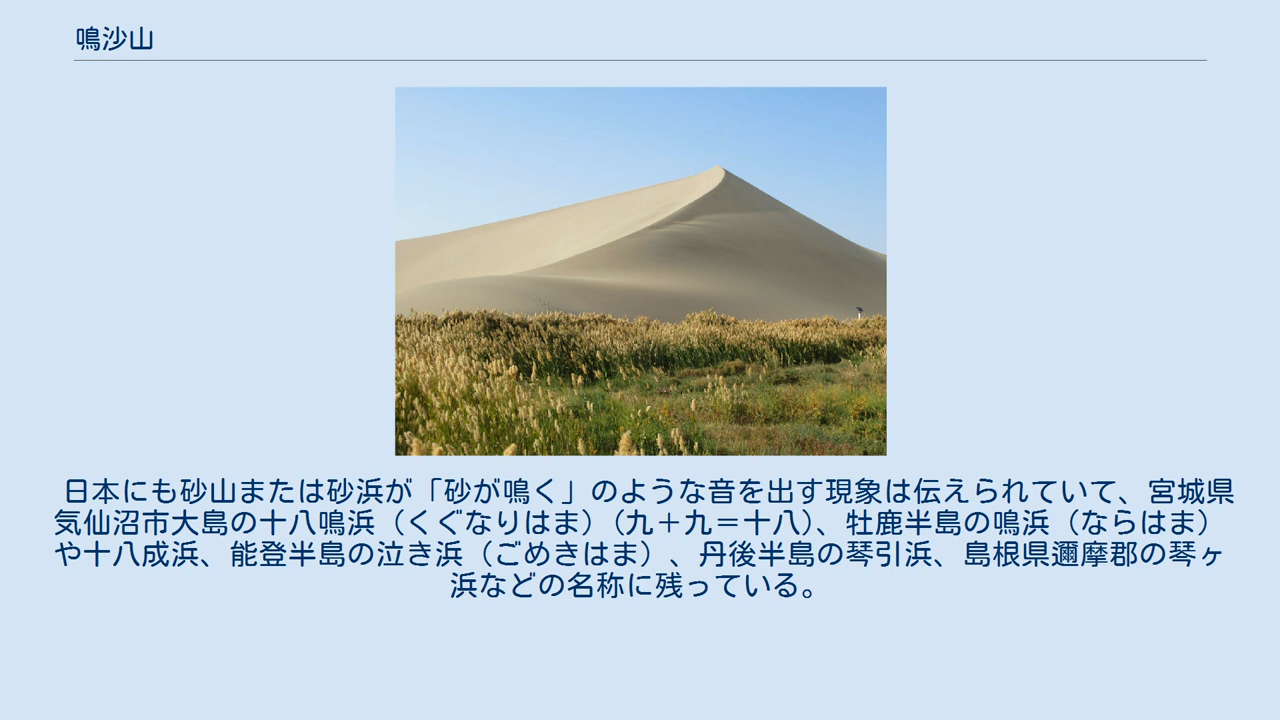 鳴沙山
日本にも砂山または砂浜が「砂が鳴く」のような音を出す現象は伝えられていて、宮城県
気仙沼市大島の十八鳴浜（くぐなりはま）（九＋九＝十八）、牡鹿半島の鳴浜（ならはま）
や十八成浜、能登半島の泣き浜（ごめきはま）、丹後半島の琴引浜、島根県邇摩郡の琴ヶ
浜などの名称に残っている。